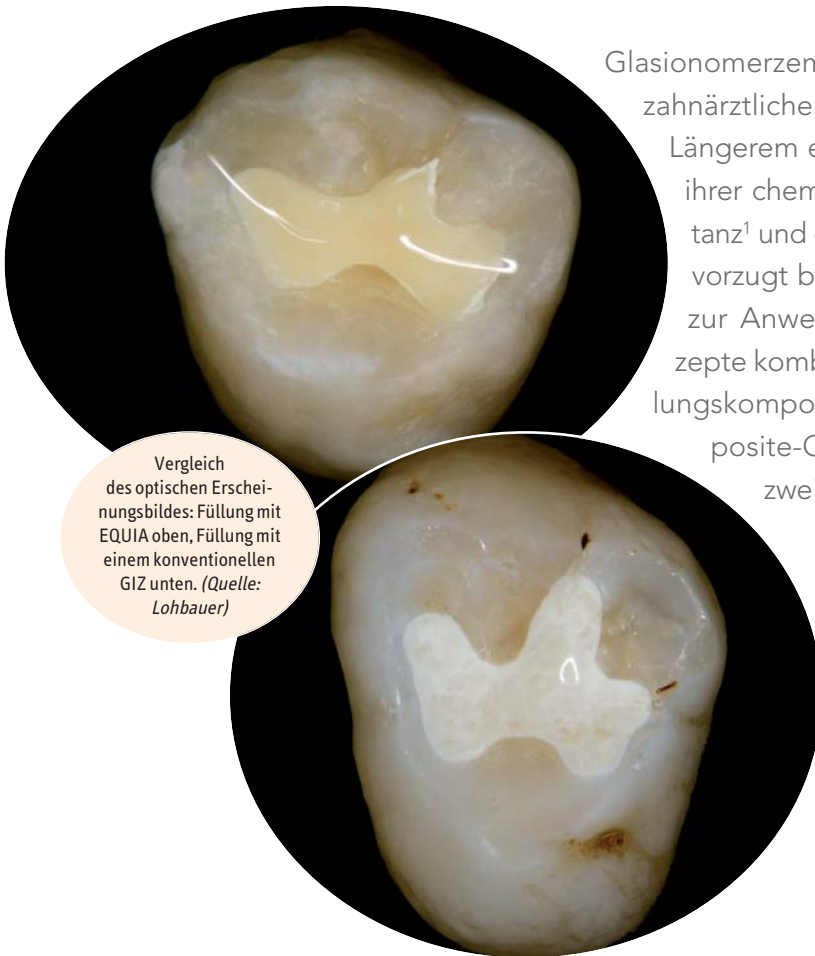 Glasionomerzem
zahnärztliche
Längerem e
ihrer chem
tanz¹ und
vorzugt b
zur Anwe
zepte komb
lungskompo
posite-
zwe
Vergleich
des optischen Erschei-
nungsbildes: Füllung mit
EQUIA oben, Füllung mit
einem konventionellen
GIZ unten. (Quelle:
Lohbauer)